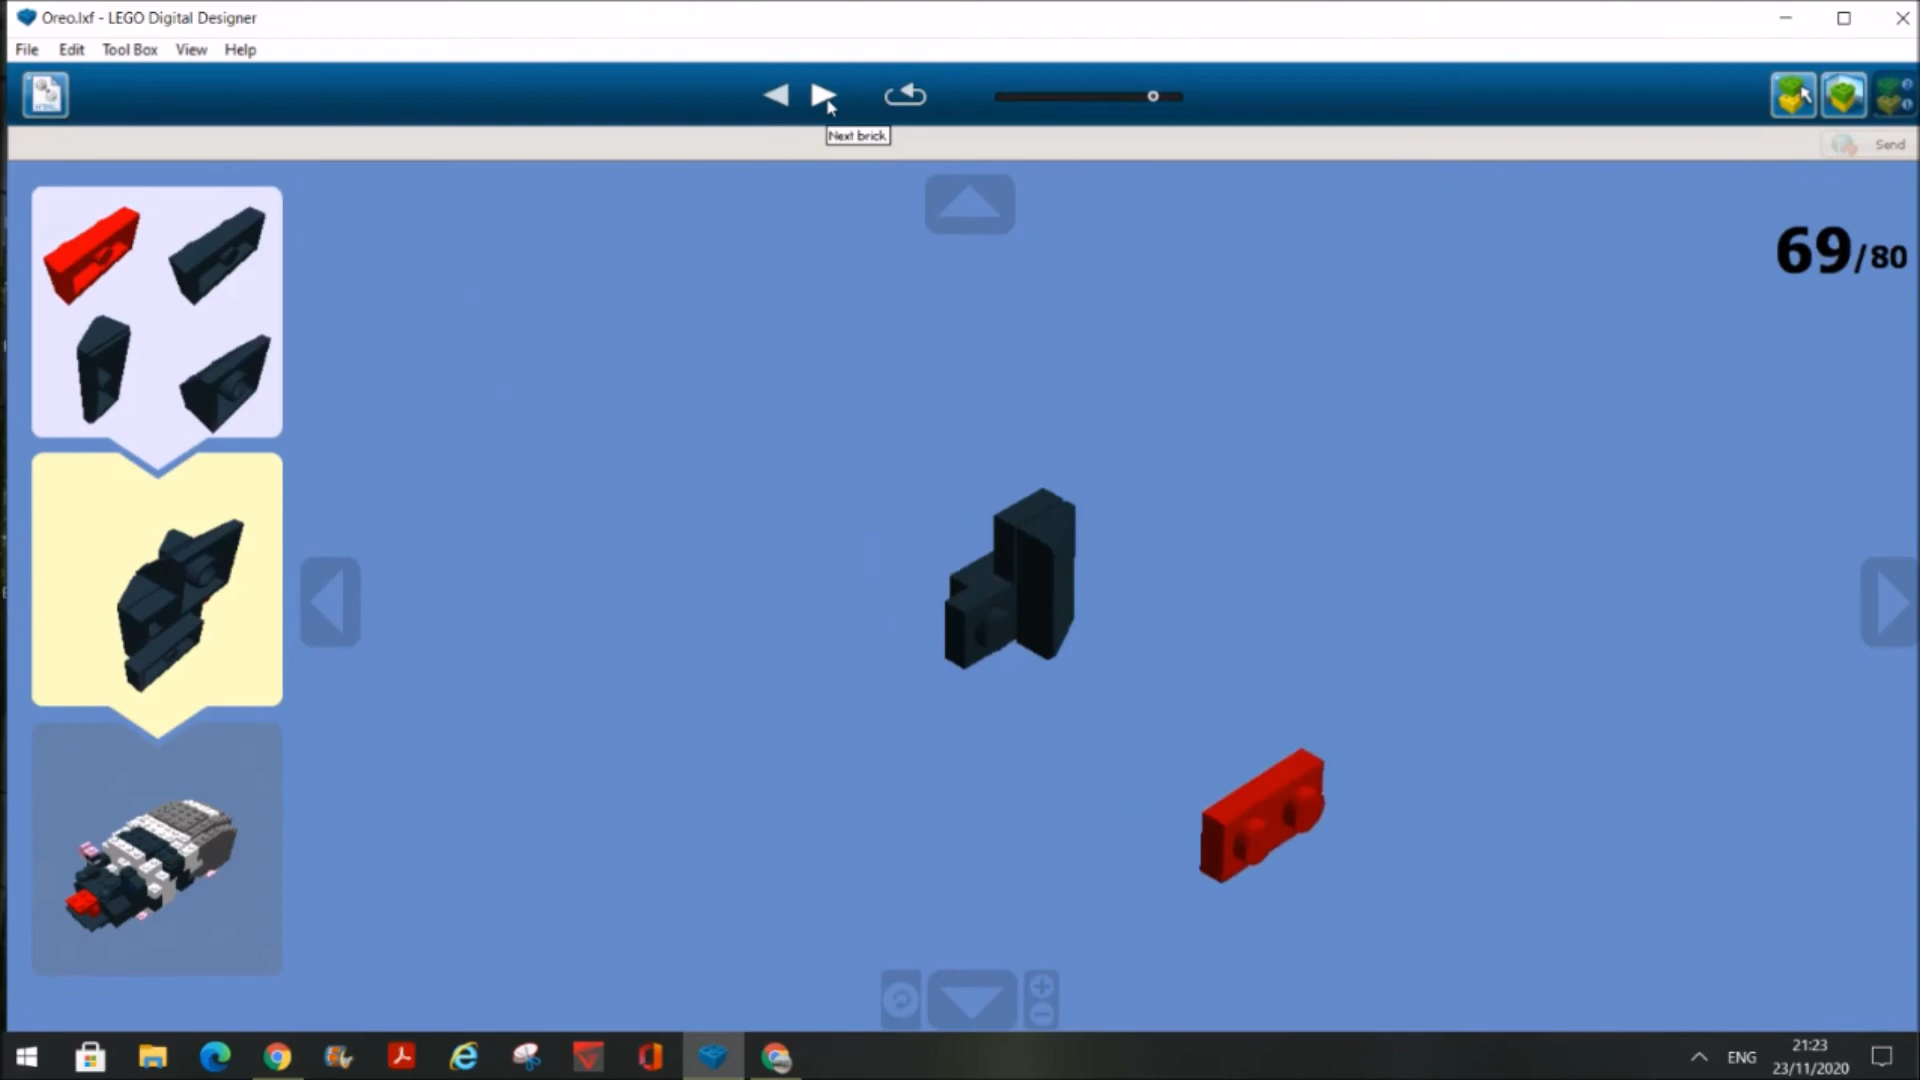 Oreo.lxf - LEGO Digital Designer
File Edit Tool Box View Help
HTML
Next brick
Send
69/80
ENG
21:23
23/11/2020